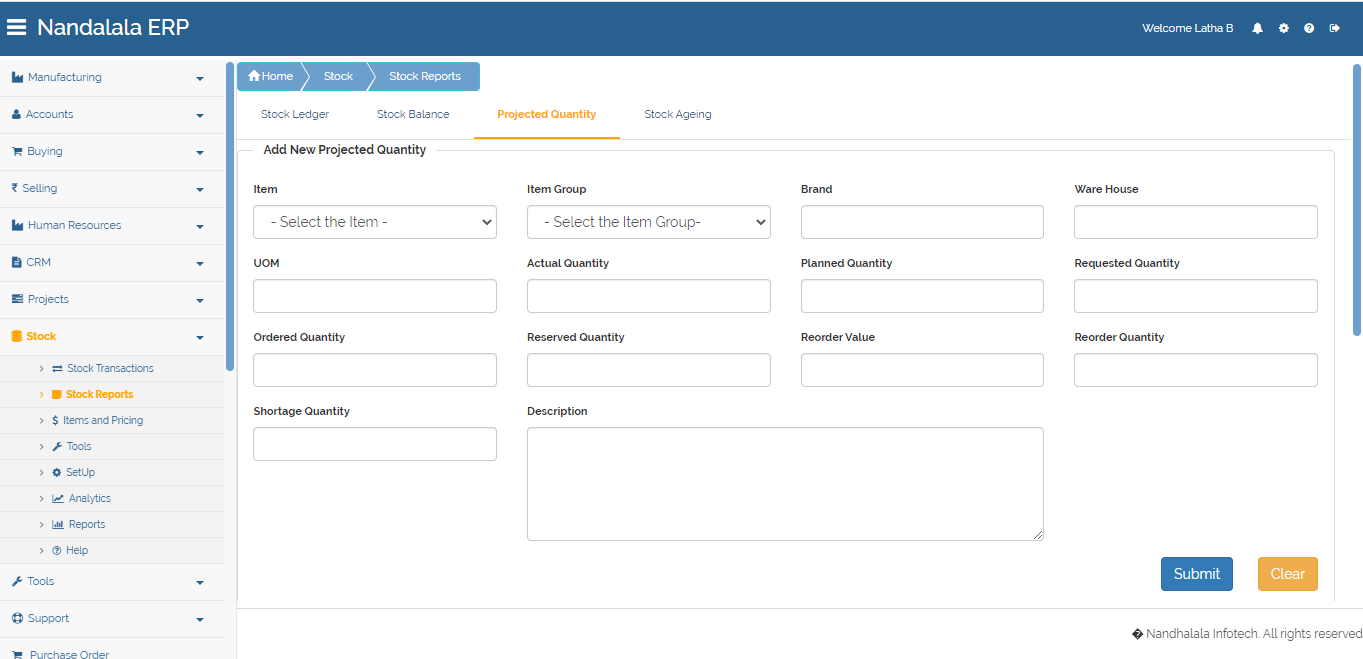 Nandalala ERP
Welcome Latha B
Manufacturing
Accounts
Buying
₹ Selling
Human Resources
CRM
Projects
Stock
Stock Transactions
Stock Reports
$ Items and Pricing
Tools
SetUp
Analytics
Reports
Help
Tools
Support
Purchase Order
Home Stock Stock Reports
Stock Ledger Stock Balance Projected Quantity Stock Ageing
Add New Projected Quantity
Item Item Group Brand Ware House
- Select the Item - - Select the Item Group-
UOM Actual Quantity Planned Quantity Requested Quantity
Ordered Quantity Reserved Quantity Reorder Value Reorder Quantity
Shortage Quantity Description
Submit Clear
� Nandhalala Infotech. All rights reserved